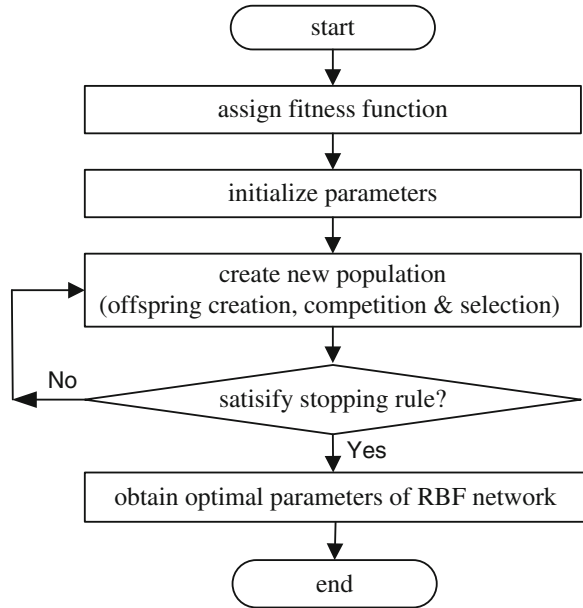 start
assign fitness function
initialize parameters
create new population
(offspring creation, competition & selection)
No
satisify stopping rule?
Yes
obtain optimal parameters of RBF network
end